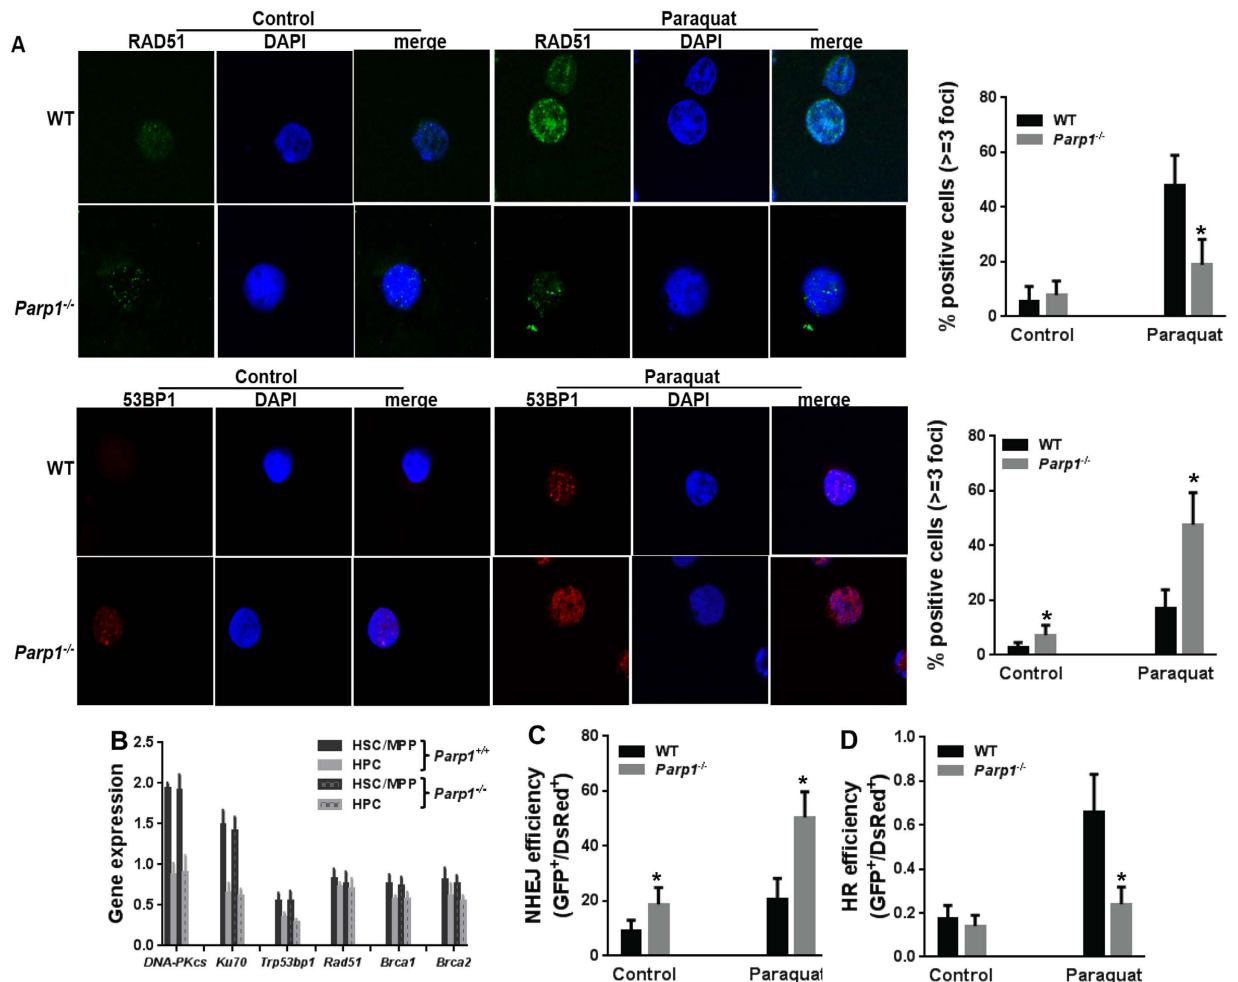 A
Control
Paraquat
RAD51 DAPI merge RAD51 DAPI merge
WT
Parp1-/-
% positive cells (>=3 foci)
80
60
40
20
0
WT
Parp1-/-
*
Control Paraquat
Control
Paraquat
53BP1 DAPI merge 53BP1 DAPI merge
WT
Parp1-/-
% positive cells (>=3 foci)
80
60
40
20
0
WT
Parp1-/-
*
*
Control Paraquat
B
Gene expression
2.5
2.0
1.5
1.0
0.5
0.0
HSC/MPP
HPC
Parp1+/+
HSC/MPP
HPC
Parp1-/-
DNA-PKcs Ku70 Trp53bp1 Rad51 Brca1 Brca2
C
NHEJ efficiency
(GFP+/DsRed+)
80
60
40
20
0
WT
Parp1-/-
*
*
Control Paraquat
D
HR efficiency
(GFP+/DsRed+)
1.0
0.8
0.6
0.4
0.2
0.0
WT
Parp1-/-
*
Control Paraquat